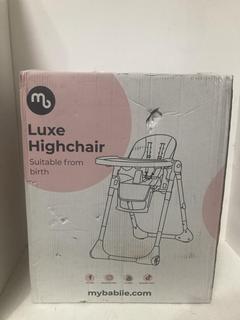 mb
Luxe
Highchair
Suitable from
birth
mybabiie.com